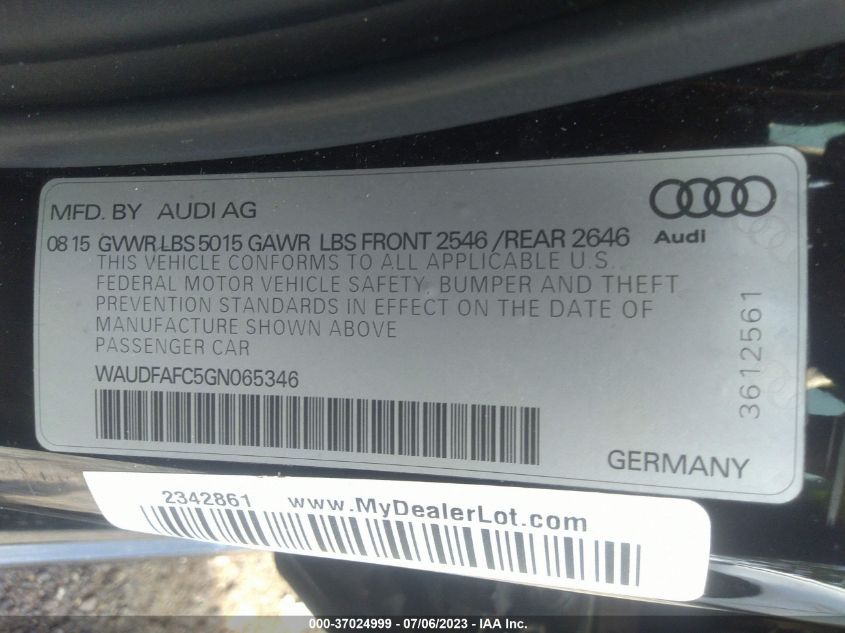 MFD. BY AUDI AG
08 15 GVWR LBS 5015 GAWR LBS FRONT 2546 /REAR 2646
Audi
THIS VEHICLE CONFORMS TO ALL APPLICABLE U.S.
FEDERAL MOTOR VEHICLE SAFETY, BUMPER AND THEFT
PREVENTION STANDARDS IN EFFECT ON THE DATE OF
MANUFACTURE SHOWN ABOVE
PASSENGER CAR
WAUDFAFC5GN065346
3612561
GERMANY
2342861 www.MyDealerLot.com
000-37024999 - 07/06/2023 - IAA Inc.